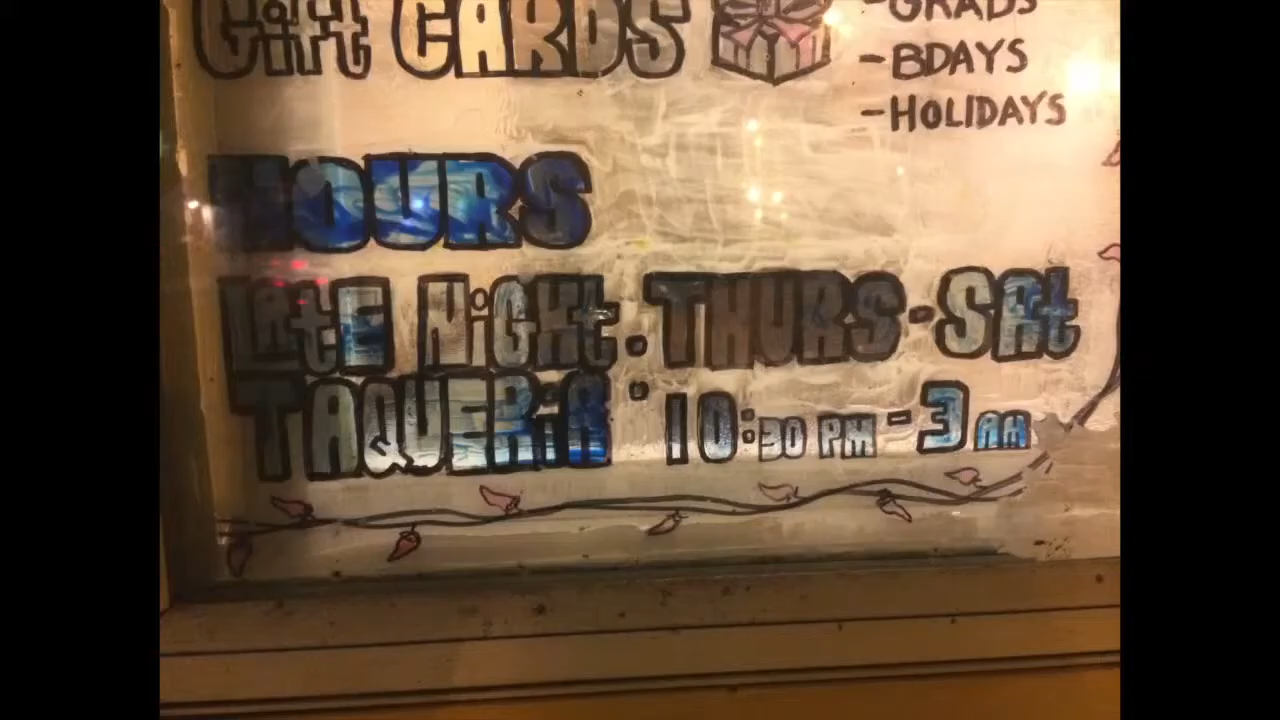 Gift CARDS
-GRADS
-BDAYS
-HOLIDAYS
HOURS
LAtE NiGHt : THURS-SAt
TAQUERiA : 10:30 PM - 3 AM